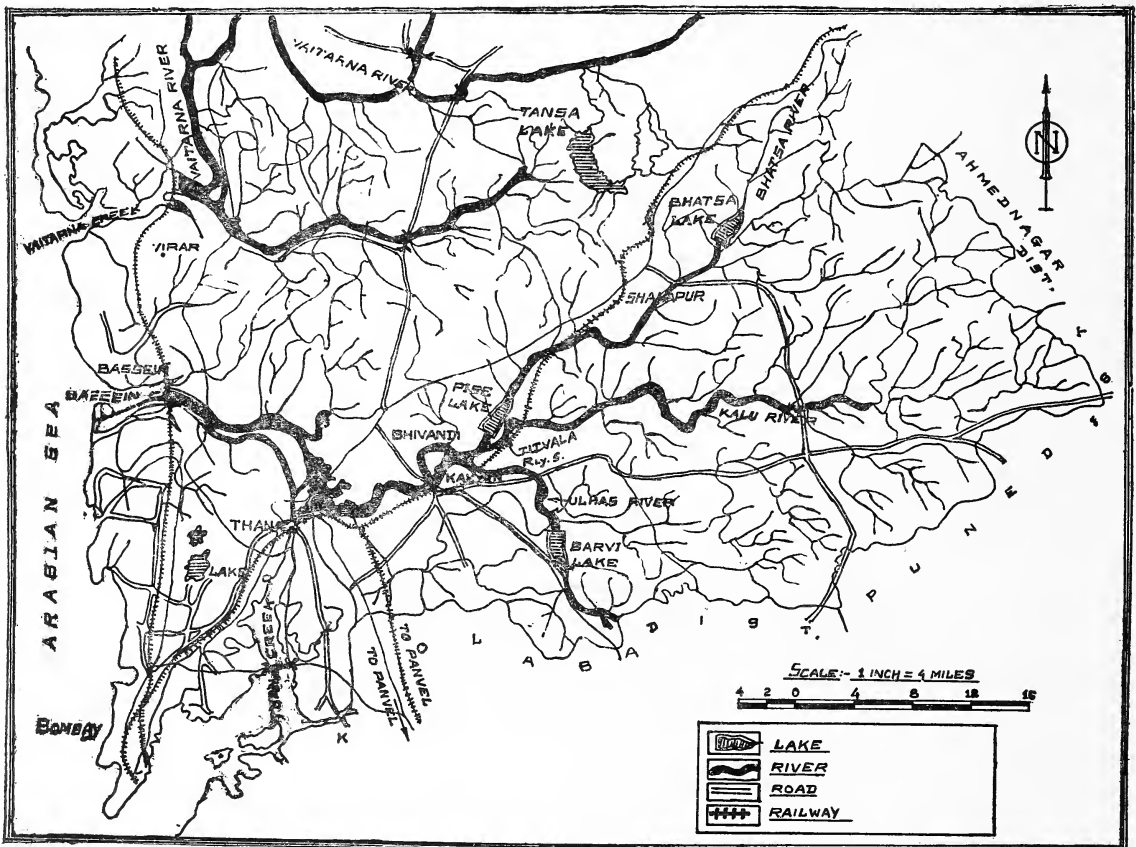 VAITARNA RIVER
VAITARNA RIVER
TANSA
LAKE
BHATSA RIVER
N
AHMEDNAGAR
DIST.
BHATSA
LAKE
VAITARNA CREEK
VIRAR
SHAHAPUR
BASSEIN
BASSEIN
PISE
LAKE
KALU RIVER
BHIVANDI
TITVALA
Rly. S.
KALYAN
ULHAS RIVER
THANA
BARVI
LAKE
LAKE
ARABIAN SEA
THANA CREEK
TO PANVEL
TO PANVEL
K O L A B A DIST.
P U N E DIST
BOMBAY
SCALE:- 1 INCH = 4 MILES
4 2 0 4 8 12 16
LAKE
RIVER
ROAD
RAILWAY